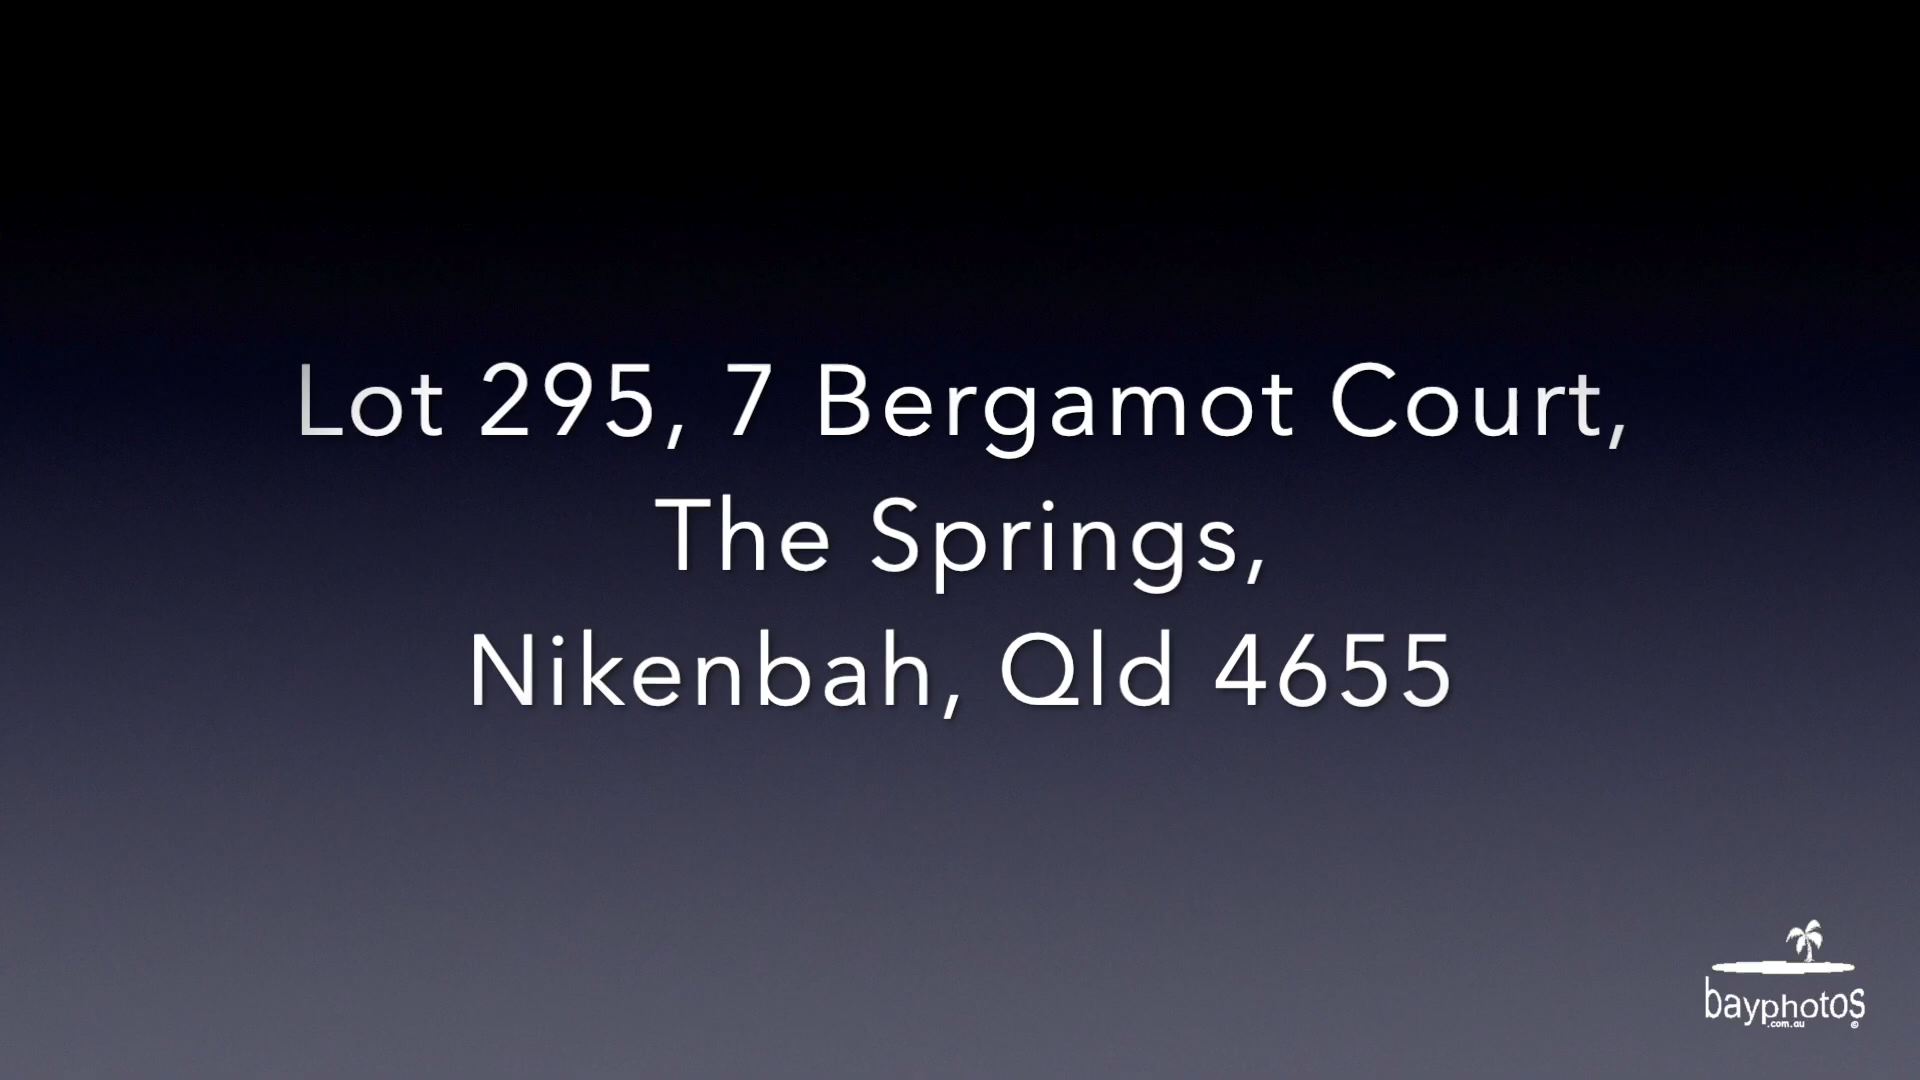 Lot 295, 7 Bergamot Court,
The Springs,
Nikenbah, Qld 4655
bayphotos
.com.au ©